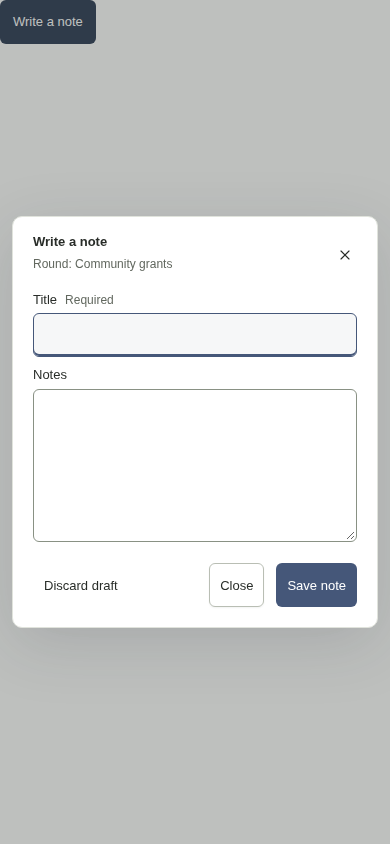 Write a note
Write a note
Round: Community grants
Title Required
Notes
Discard draft
Close
Save note